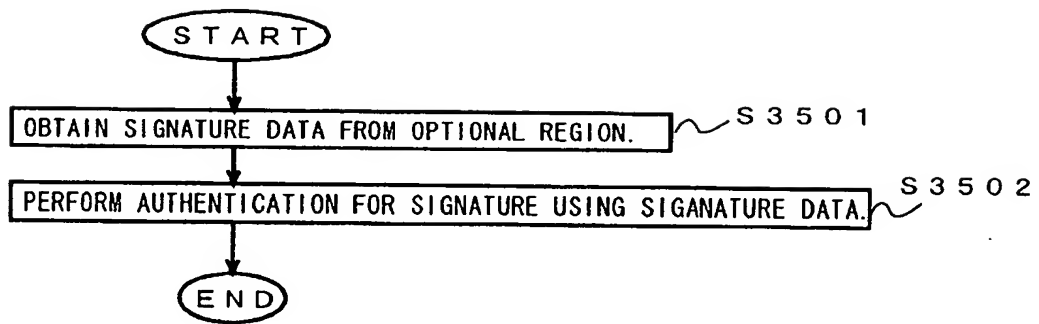 START
OBTAIN SIGNATURE DATA FROM OPTIONAL REGION.
S3501
PERFORM AUTHENTICATION FOR SIGNATURE USING SIGANATURE DATA.
S3502
END